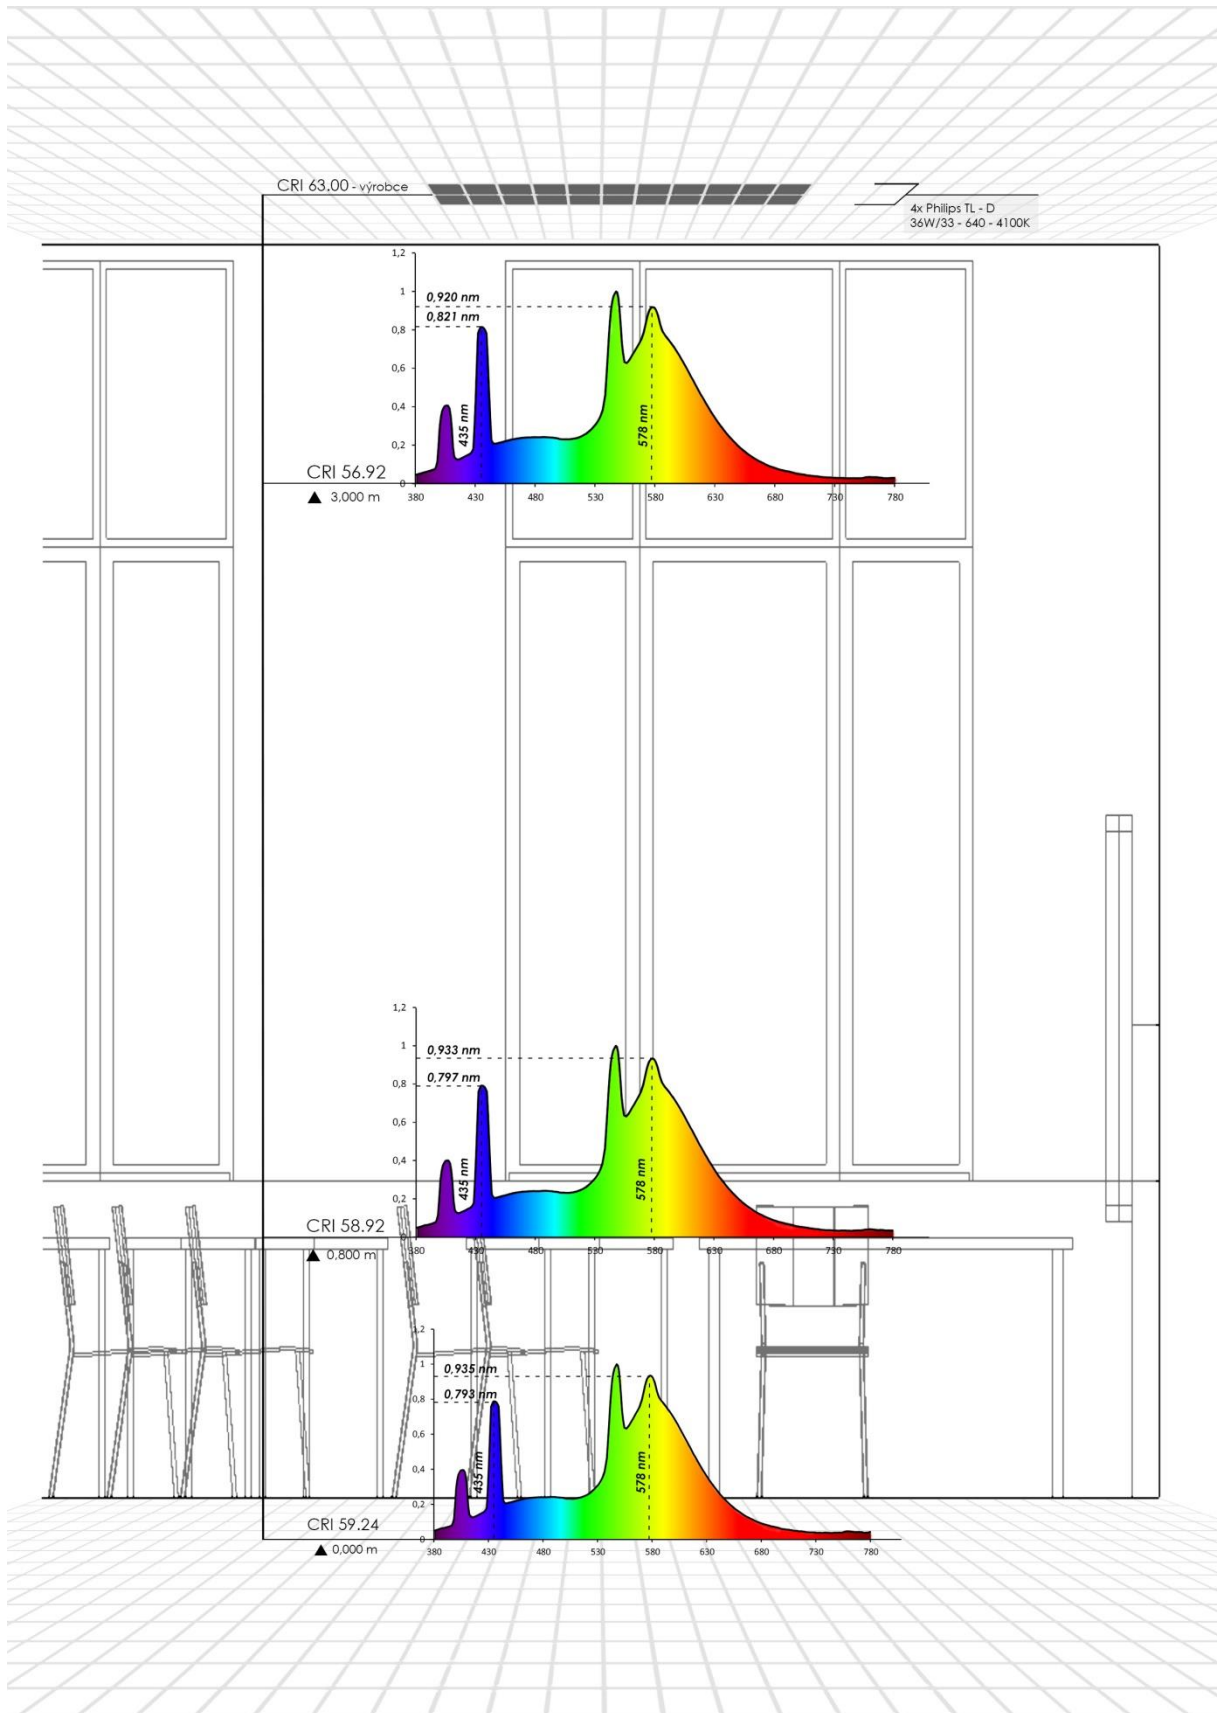 CRI 63.00 - výrobce
4x Philips TL - D
36W/33 - 640 - 4100K
1,2
1
0,8
0,6
0,4
0,2
0
0,920 nm
0,821 nm
435 nm
578 nm
CRI 56.92
▲ 3,000 m
380 430 480 530 580 630 680 730 780
1,2
1
0,8
0,6
0,4
0,2
0
0,933 nm
0,797 nm
435 nm
578 nm
CRI 58.92
▲ 0,800 m
380 430 480 530 580 630 680 730 780
1,2
1
0,8
0,6
0,4
0,2
0
0,935 nm
0,793 nm
435 nm
578 nm
CRI 59.24
▲ 0,000 m
380 430 480 530 580 630 680 730 780